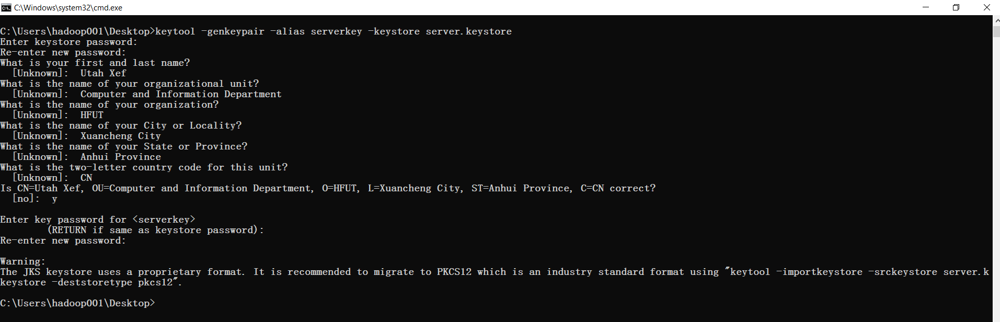 C:\Windows\system32\cmd.exe
C:\Users\hadoop001\Desktop>keytool -genkeypair -alias serverkey -keystore server.keystore
Enter keystore password:
Re-enter new password:
What is your first and last name?
  [Unknown]:  Utah Xef
What is the name of your organizational unit?
  [Unknown]:  Computer and Information Department
What is the name of your organization?
  [Unknown]:  HFUT
What is the name of your City or Locality?
  [Unknown]:  Xuancheng City
What is the name of your State or Province?
  [Unknown]:  Anhui Province
What is the two-letter country code for this unit?
  [Unknown]:  CN
Is CN=Utah Xef, OU=Computer and Information Department, O=HFUT, L=Xuancheng City, ST=Anhui Province, C=CN correct?
  [no]:  y
Enter key password for <serverkey>
        (RETURN if same as keystore password):
Re-enter new password:
Warning:
The JKS keystore uses a proprietary format. It is recommended to migrate to PKCS12 which is an industry standard format using "keytool -importkeystore -srckeystore server.k
keystore -deststoretype pkcs12".
C:\Users\hadoop001\Desktop>